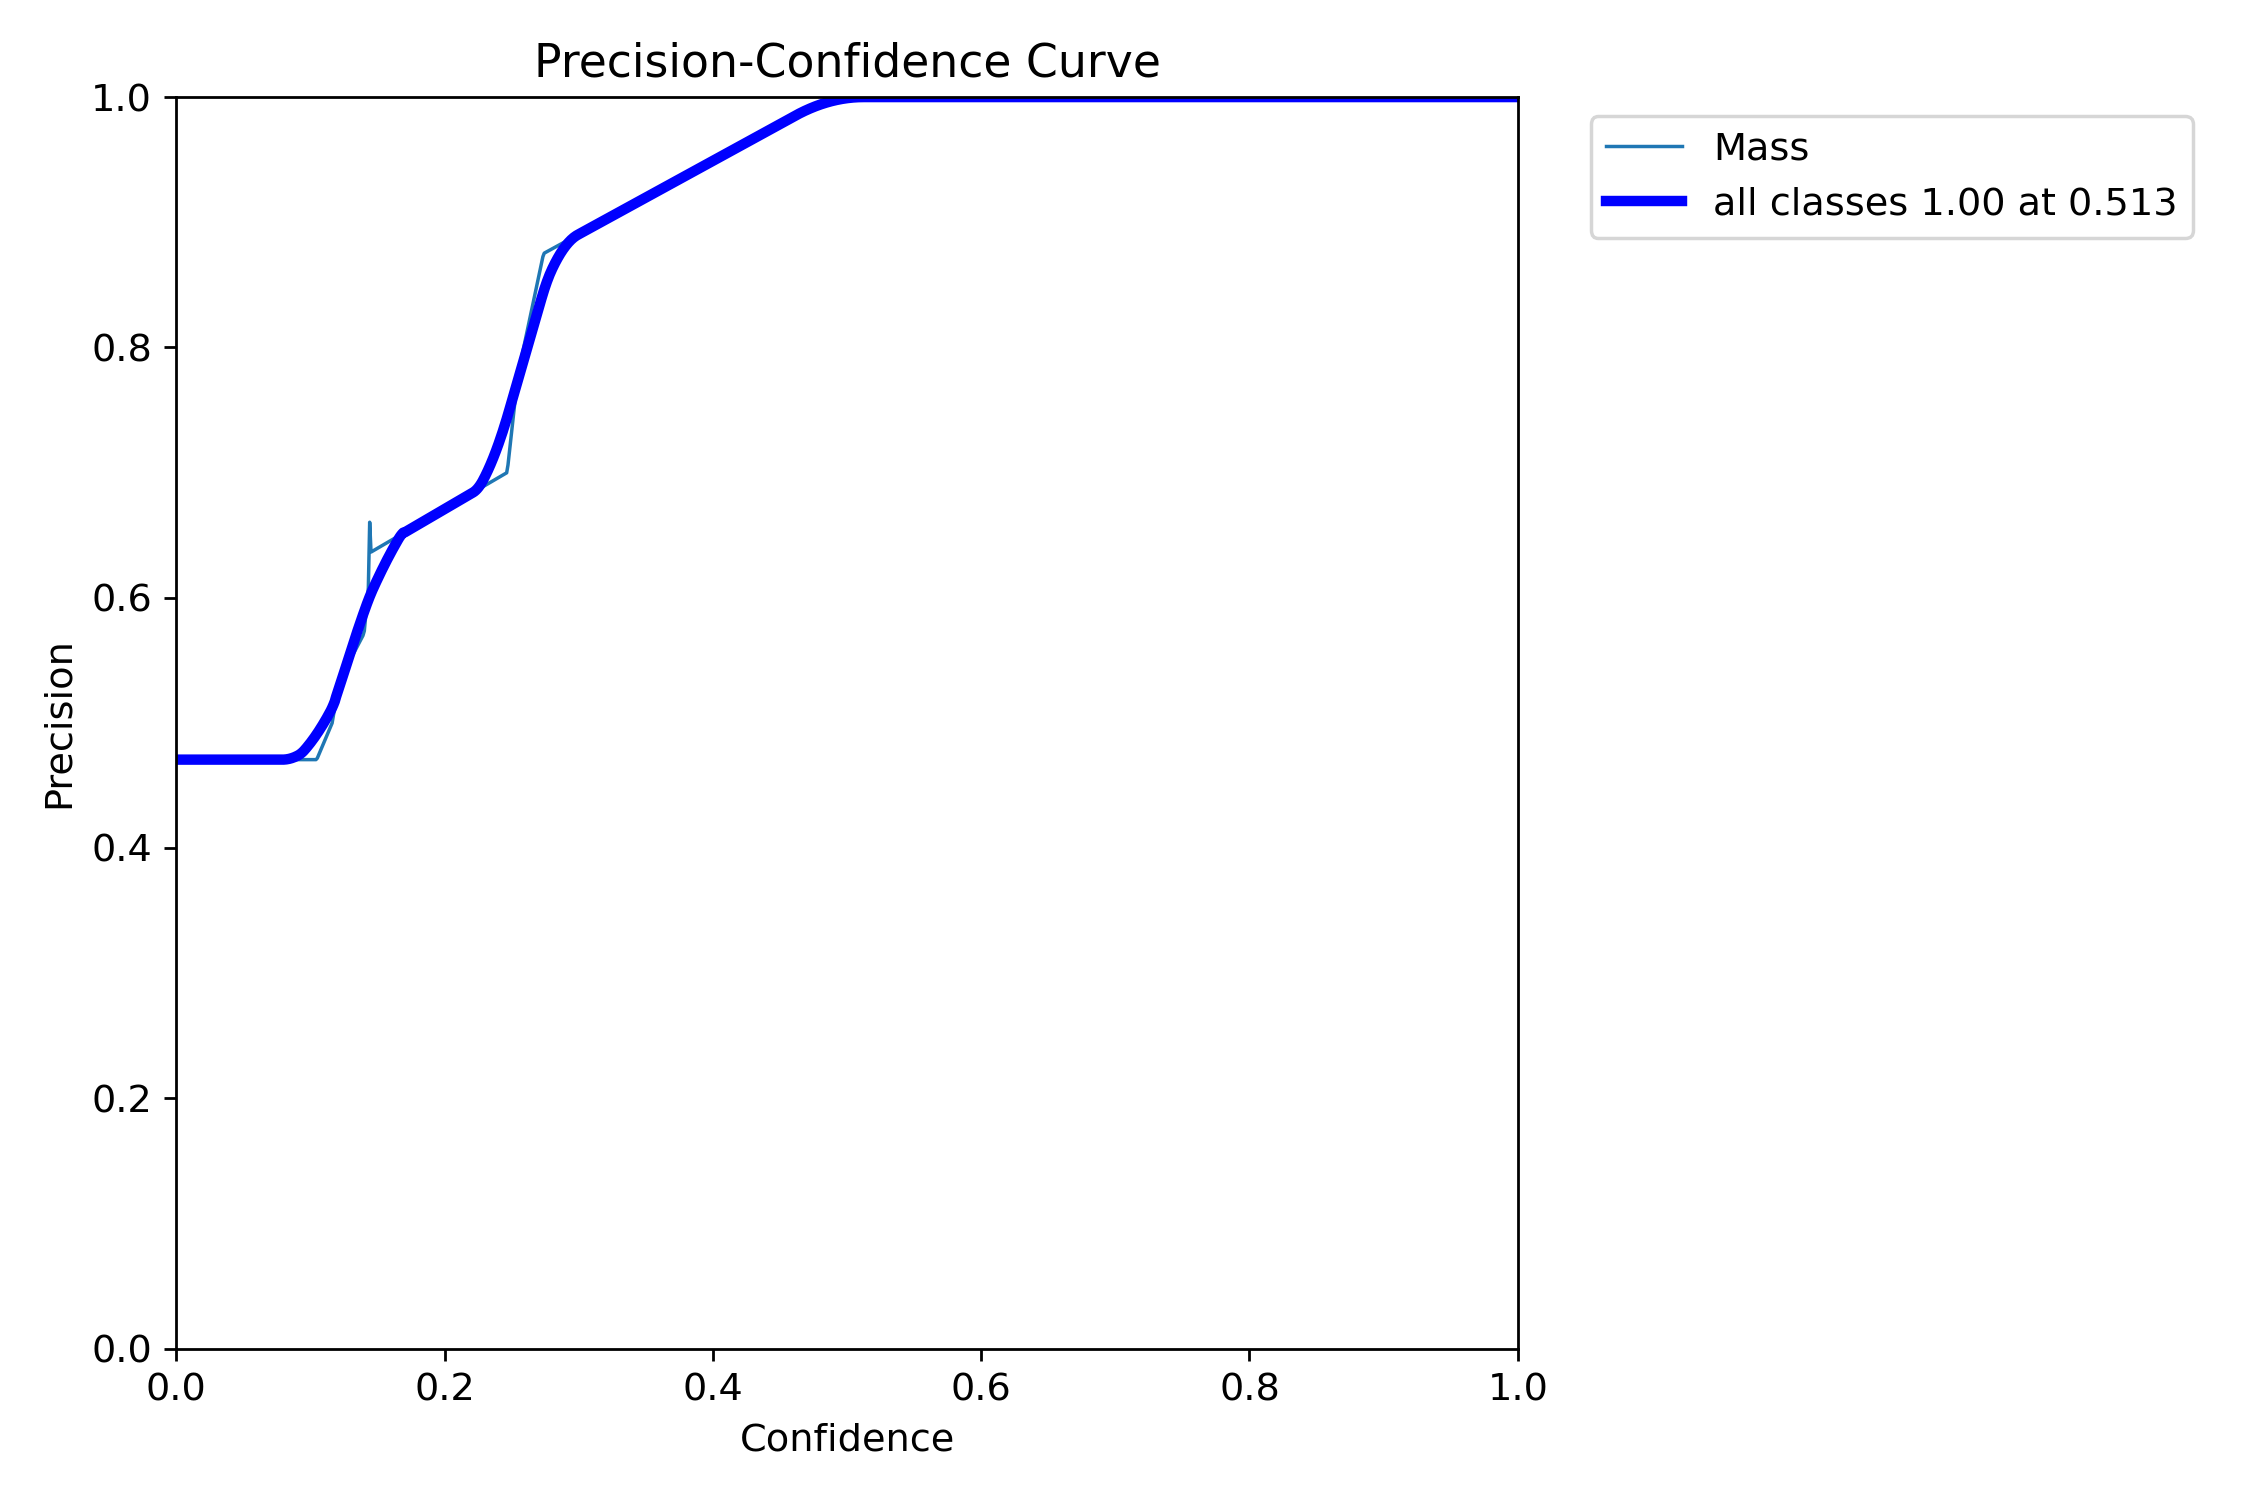 Precision-Confidence Curve
Mass
all classes 1.00 at 0.513
1.0
0.8
0.6
0.4
0.2
0.0
Precision
0.0 0.2 0.4 0.6 0.8 1.0
Confidence